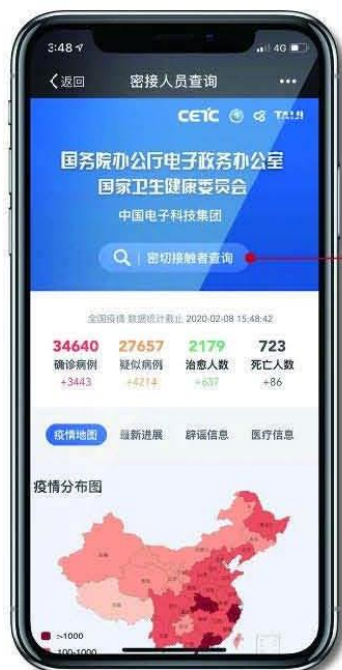 3:48
4G
返回
密接人员查询
CETC
TAIJI
国务院办公厅电子政务办公室
国家卫生健康委员会
中国电子科技集团
密切接触者查询
全国疫情 数据统计截止 2020-02-08 15:48:42
34640 27657 2179 723
确诊病例 疑似病例 治愈人数 死亡人数
+3443 +4214 +637 +86
疫情地图 最新进展 辟谣信息 医疗信息
疫情分布图
>1000
100-1000